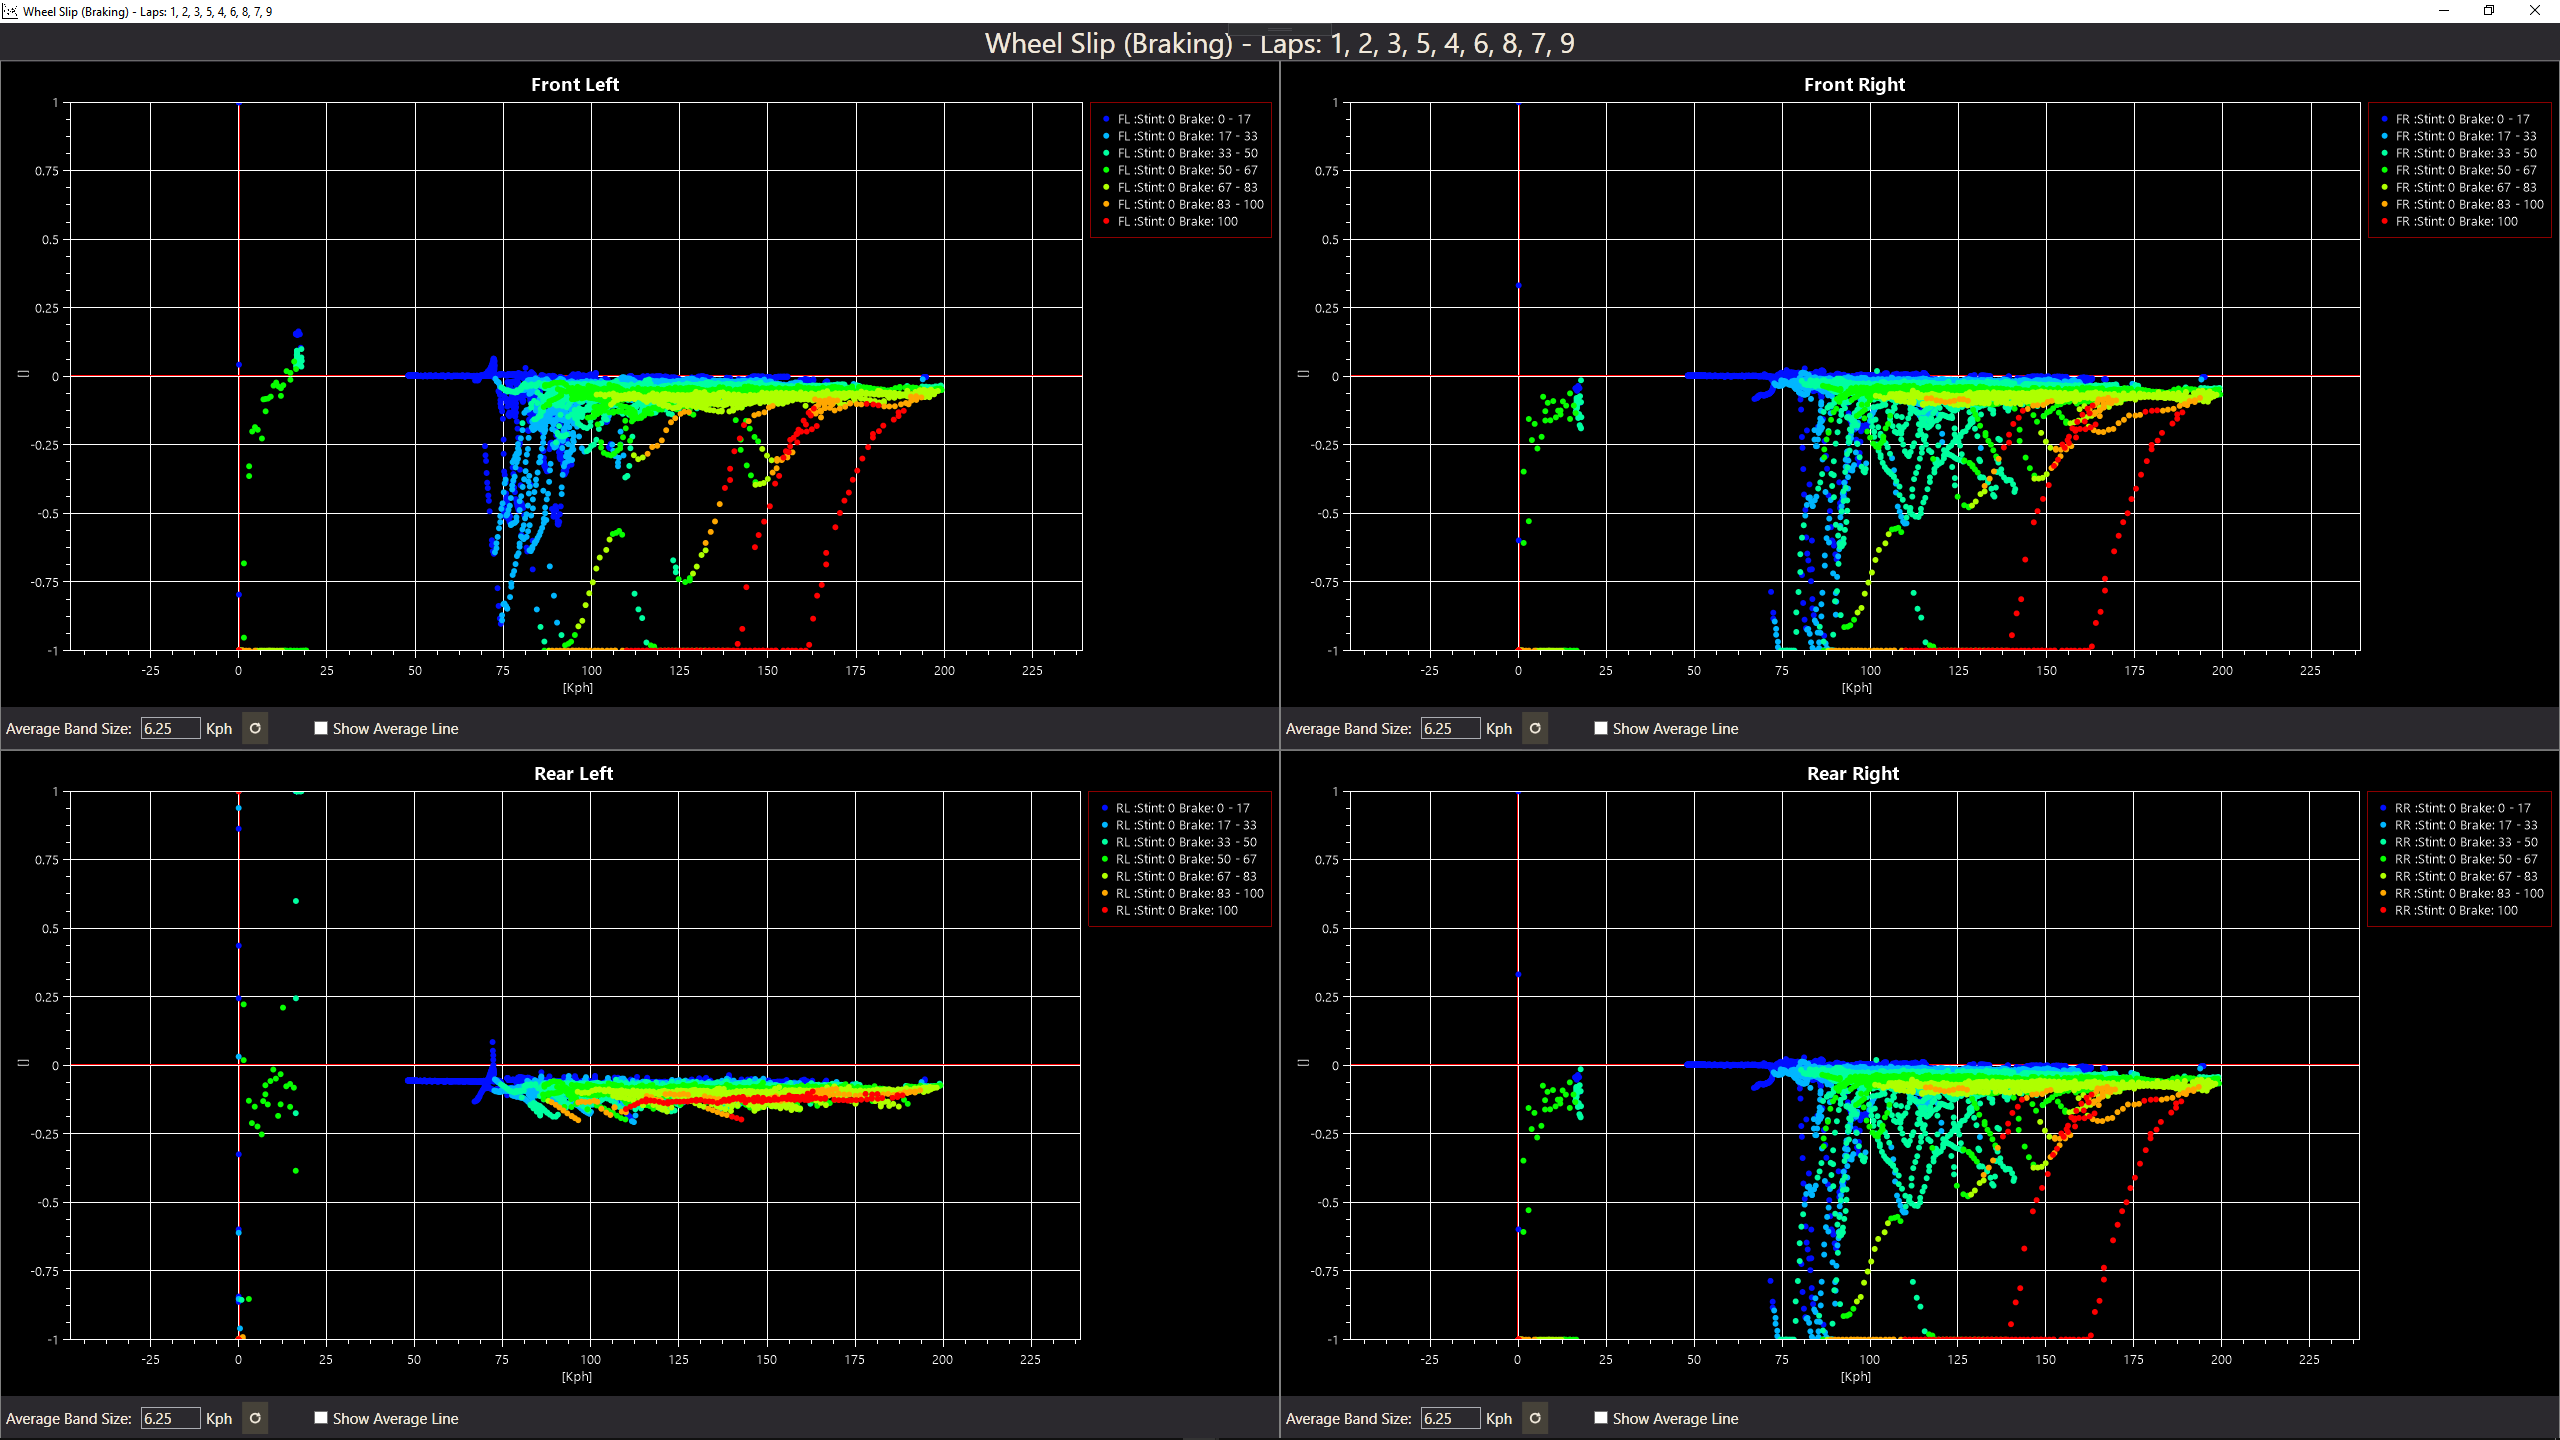 Wheel Slip (Braking) - Laps: 1, 2, 3, 5, 4, 6, 8, 7, 9
Wheel Slip (Braking) - Laps: 1, 2, 3, 5, 4, 6, 8, 7, 9
Front Left
1
0.75
0.5
0.25
0
-0.25
-0.5
-0.75
-1
[]
-25 0 25 50 75 100 125 150 175 200 225
[Kph]
FL :Stint: 0 Brake: 0 - 17
FL :Stint: 0 Brake: 17 - 33
FL :Stint: 0 Brake: 33 - 50
FL :Stint: 0 Brake: 50 - 67
FL :Stint: 0 Brake: 67 - 83
FL :Stint: 0 Brake: 83 - 100
FL :Stint: 0 Brake: 100
Average Band Size: 6.25 Kph Show Average Line
Front Right
1
0.75
0.5
0.25
0
-0.25
-0.5
-0.75
-1
[]
-25 0 25 50 75 100 125 150 175 200 225
[Kph]
FR :Stint: 0 Brake: 0 - 17
FR :Stint: 0 Brake: 17 - 33
FR :Stint: 0 Brake: 33 - 50
FR :Stint: 0 Brake: 50 - 67
FR :Stint: 0 Brake: 67 - 83
FR :Stint: 0 Brake: 83 - 100
FR :Stint: 0 Brake: 100
Average Band Size: 6.25 Kph Show Average Line
Rear Left
1
0.75
0.5
0.25
0
-0.25
-0.5
-0.75
-1
[]
-25 0 25 50 75 100 125 150 175 200 225
[Kph]
RL :Stint: 0 Brake: 0 - 17
RL :Stint: 0 Brake: 17 - 33
RL :Stint: 0 Brake: 33 - 50
RL :Stint: 0 Brake: 50 - 67
RL :Stint: 0 Brake: 67 - 83
RL :Stint: 0 Brake: 83 - 100
RL :Stint: 0 Brake: 100
Average Band Size: 6.25 Kph Show Average Line
Rear Right
1
0.75
0.5
0.25
0
-0.25
-0.5
-0.75
-1
[]
-25 0 25 50 75 100 125 150 175 200 225
[Kph]
RR :Stint: 0 Brake: 0 - 17
RR :Stint: 0 Brake: 17 - 33
RR :Stint: 0 Brake: 33 - 50
RR :Stint: 0 Brake: 50 - 67
RR :Stint: 0 Brake: 67 - 83
RR :Stint: 0 Brake: 83 - 100
RR :Stint: 0 Brake: 100
Average Band Size: 6.25 Kph Show Average Line